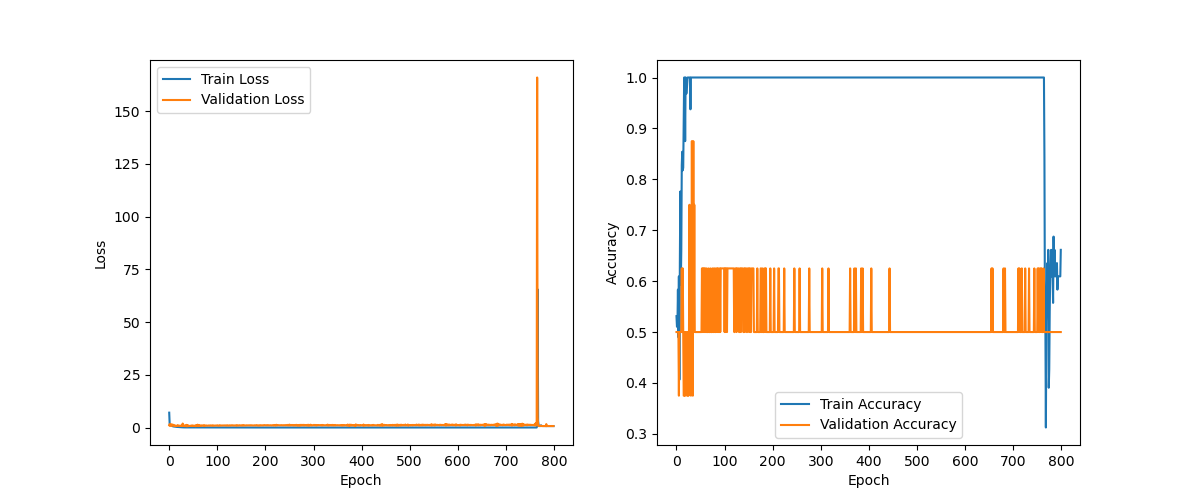 Train Loss
Validation Loss
150
125
100
75
50
25
0
Loss
0 100 200 300 400 500 600 700 800
Epoch
1.0
0.9
0.8
0.7
0.6
0.5
0.4
0.3
Accuracy
Train Accuracy
Validation Accuracy
0 100 200 300 400 500 600 700 800
Epoch